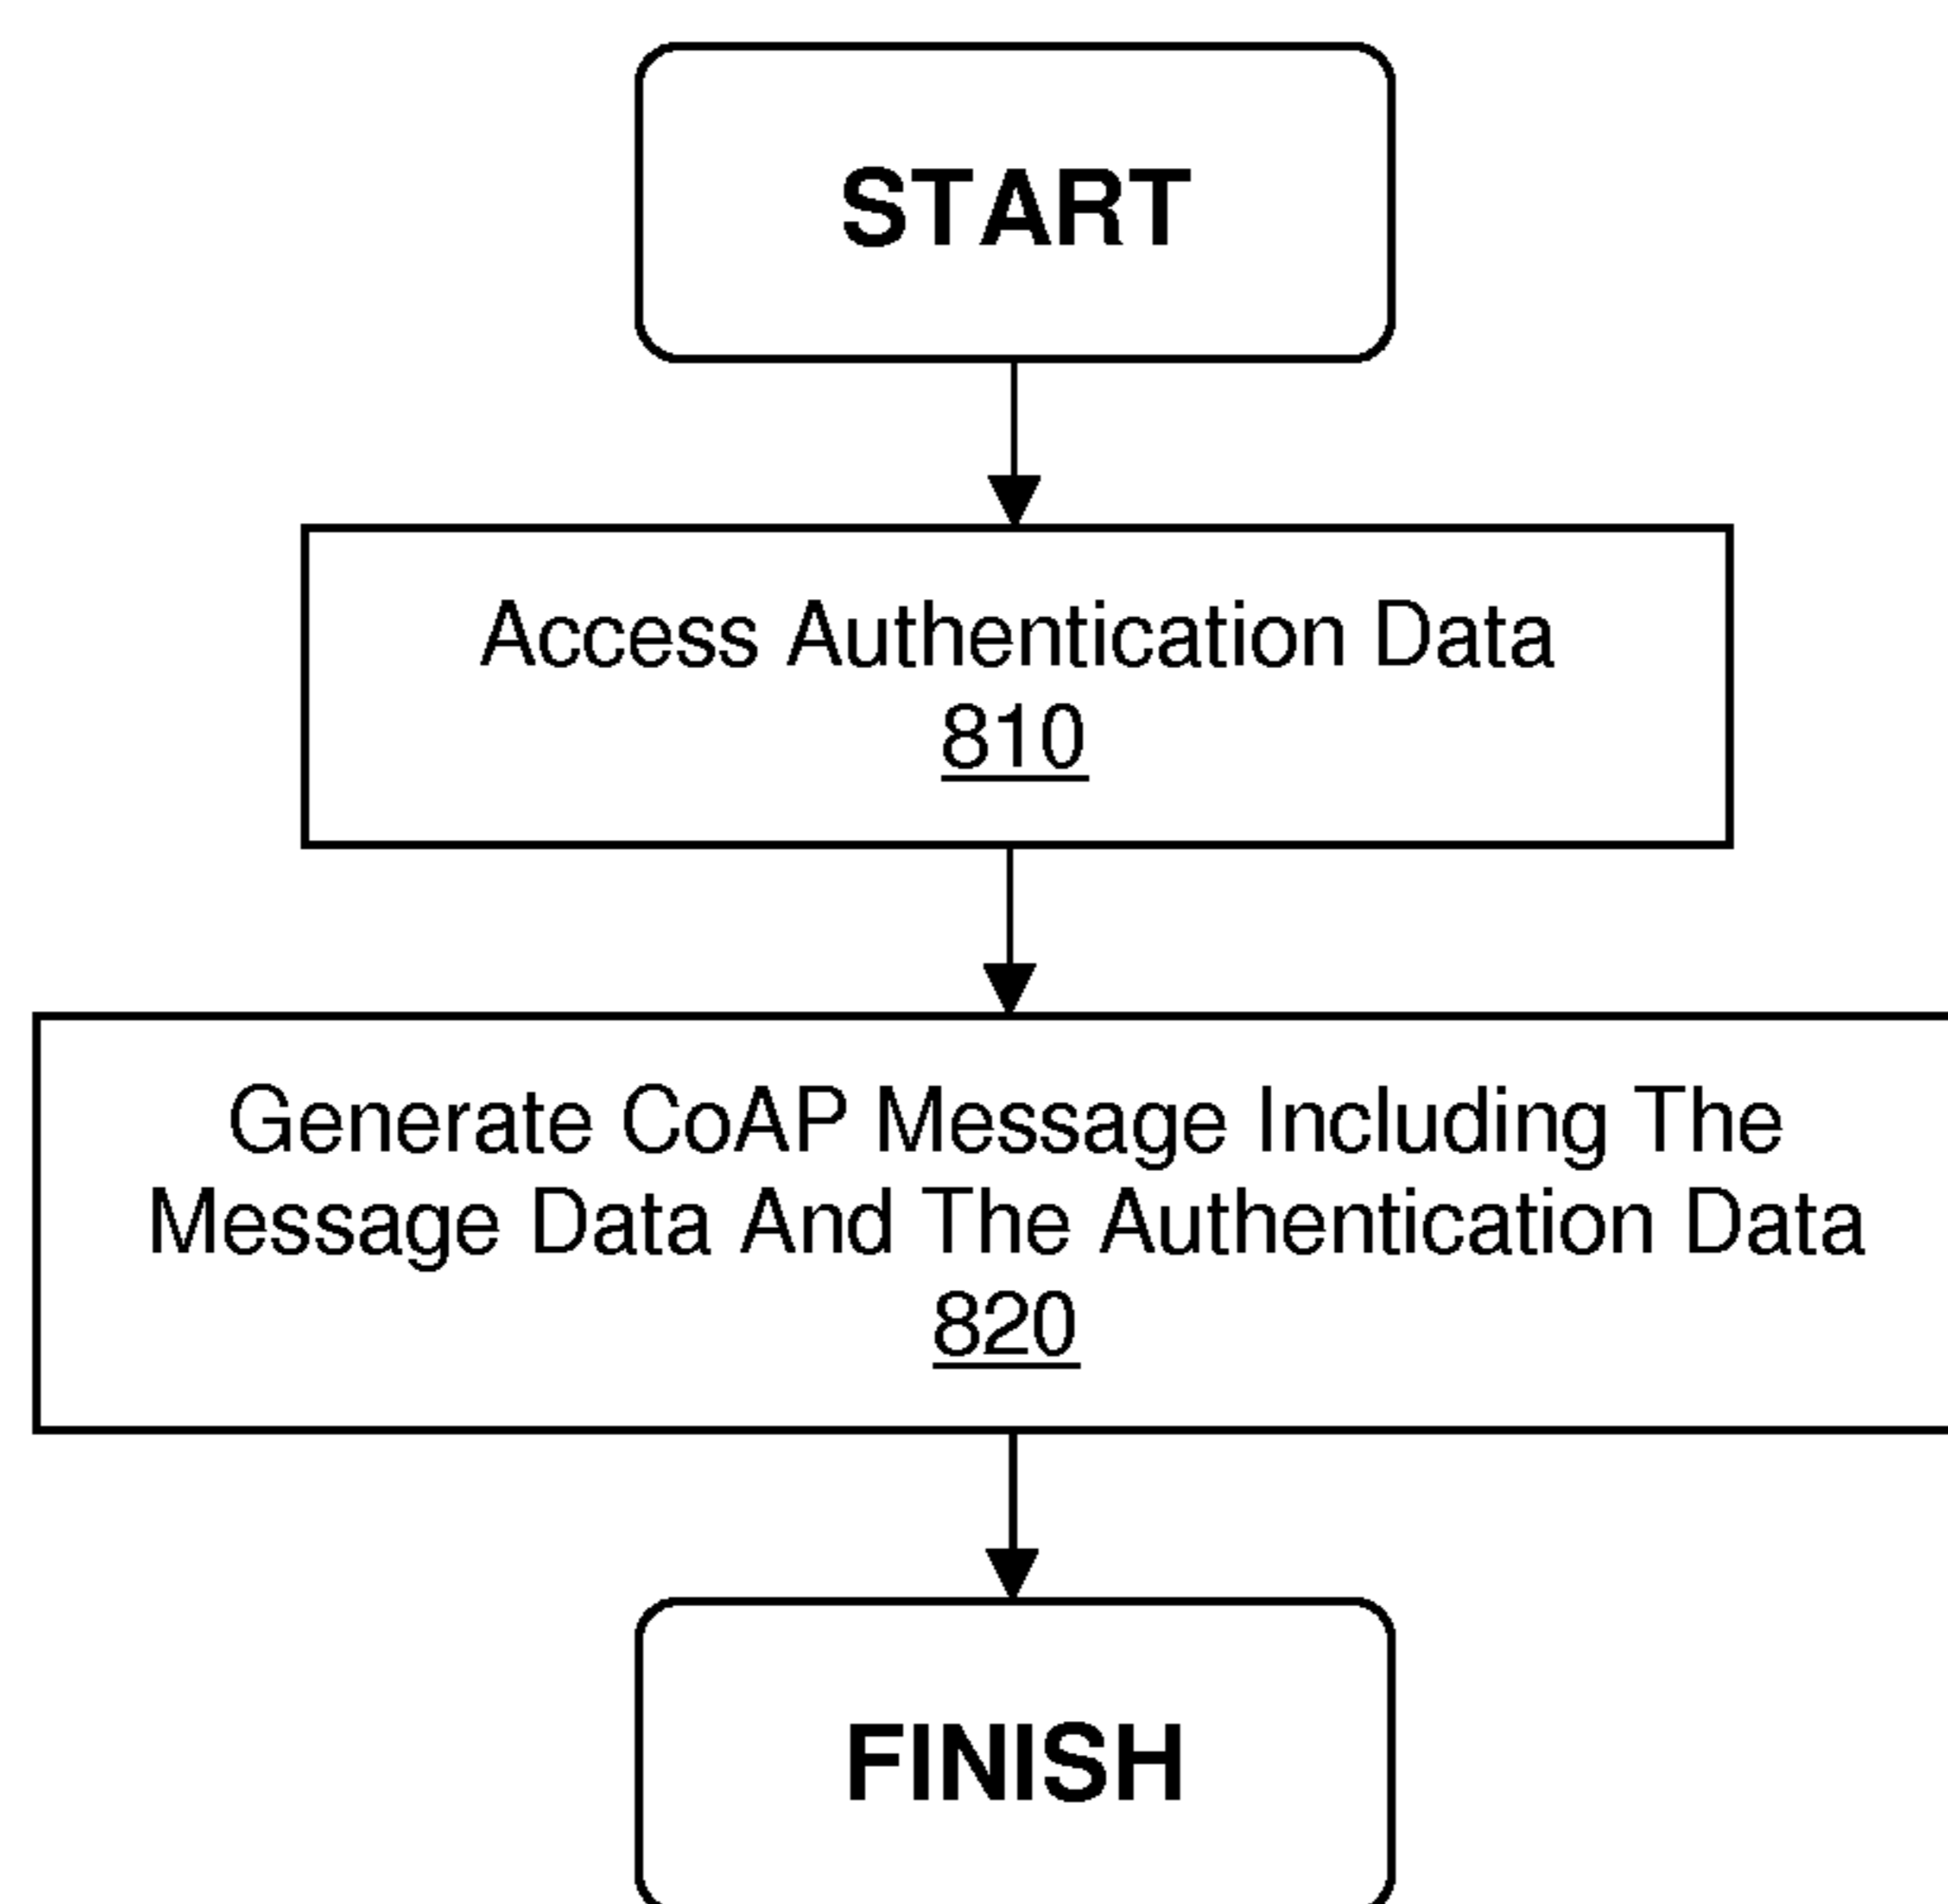 START
Access Authentication Data
810
Generate CoAP Message Including The
Message Data And The Authentication Data
820
FINISH